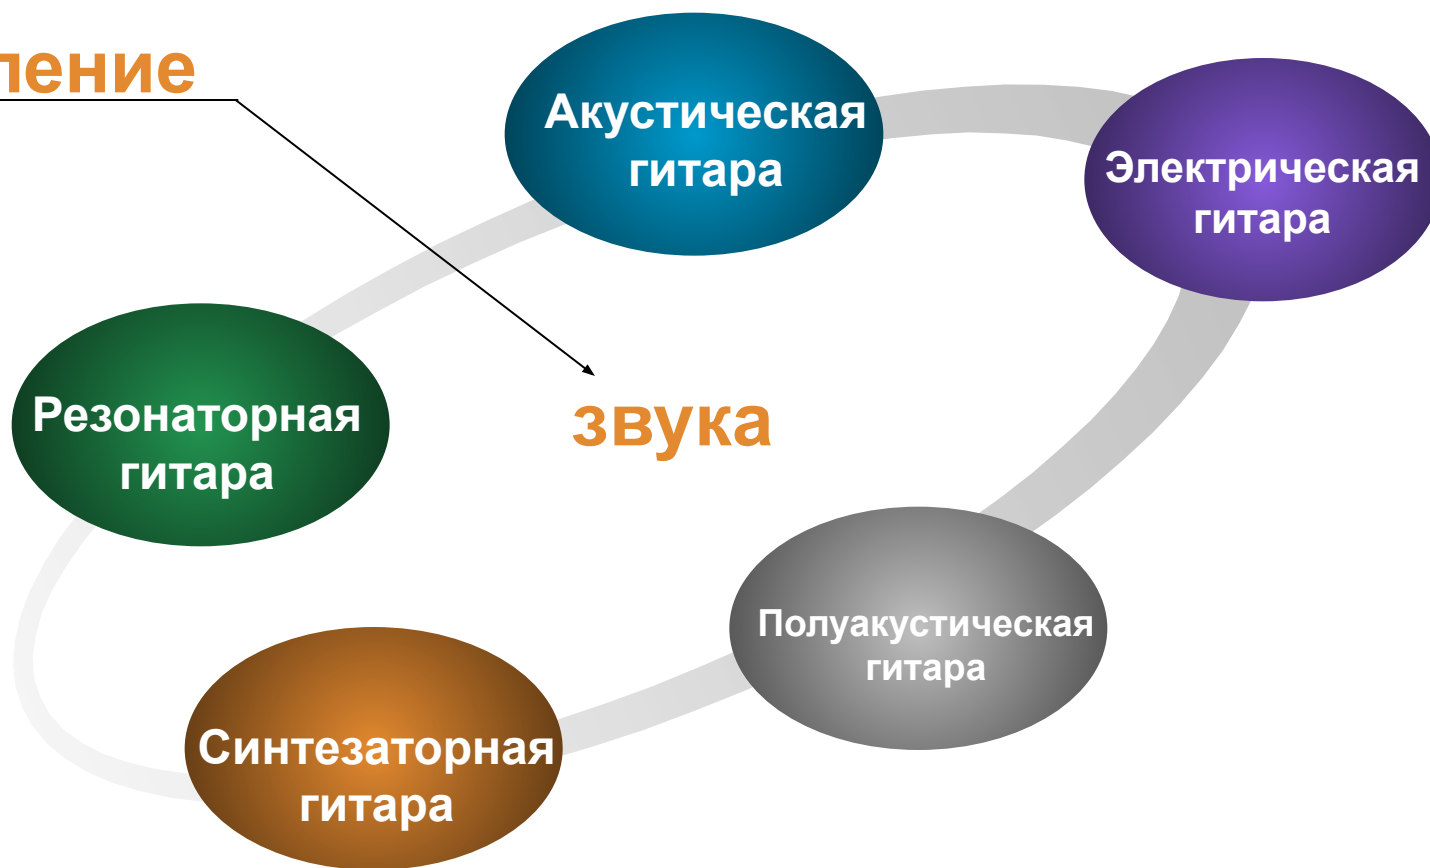 ление
Акустическая
гитара
Электрическая
гитара
Резонаторная
гитара
звука
Полуакустическая
гитара
Синтезаторная
гитара